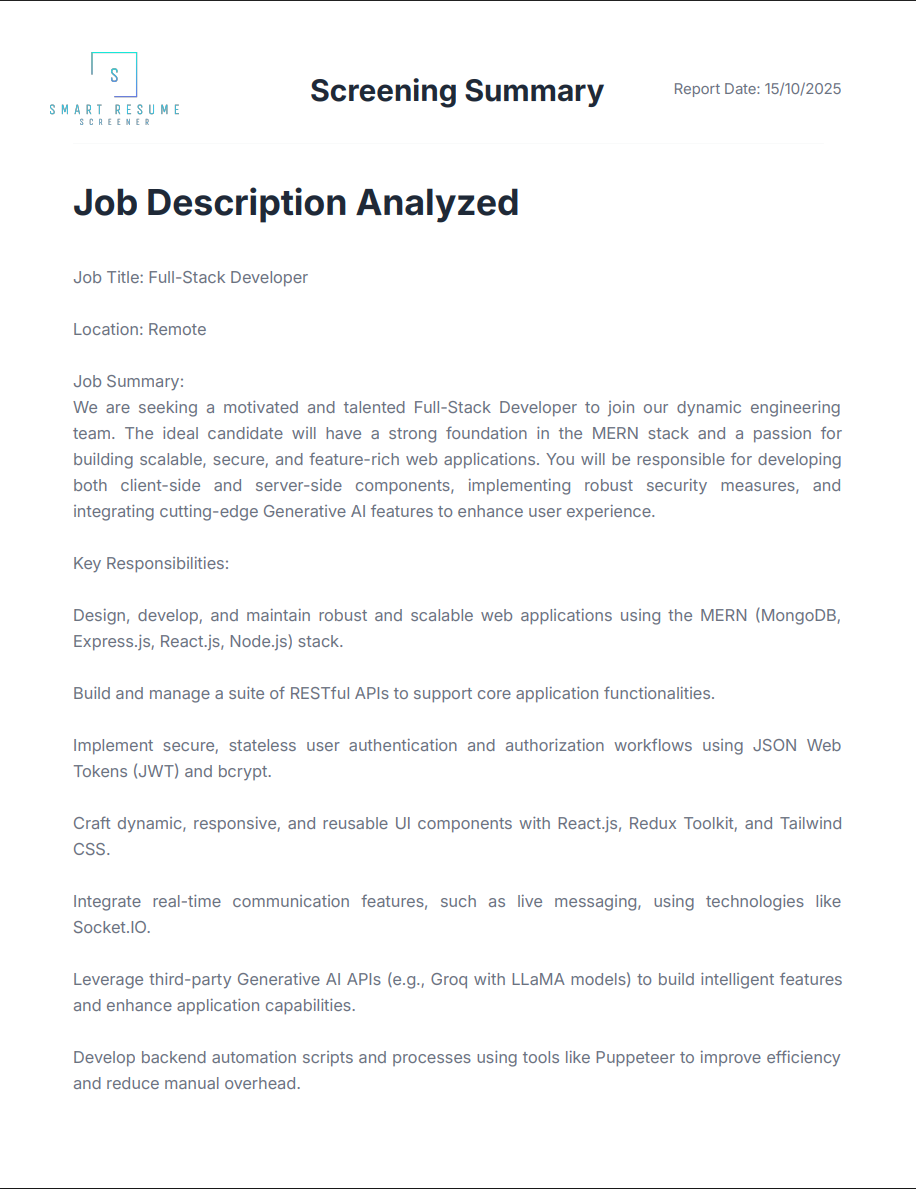 S
SMART RESUME
SCREENER
Screening Summary
Report Date: 15/10/2025
Job Description Analyzed
Job Title: Full-Stack Developer
Location: Remote
Job Summary:
We are seeking a motivated and talented Full-Stack Developer to join our dynamic engineering
team. The ideal candidate will have a strong foundation in the MERN stack and a passion for
building scalable, secure, and feature-rich web applications. You will be responsible for developing
both client-side and server-side components, implementing robust security measures, and
integrating cutting-edge Generative AI features to enhance user experience.
Key Responsibilities:
Design, develop, and maintain robust and scalable web applications using the MERN (MongoDB,
Express.js, React.js, Node.js) stack.
Build and manage a suite of RESTful APIs to support core application functionalities.
Implement secure, stateless user authentication and authorization workflows using JSON Web
Tokens (JWT) and bcrypt.
Craft dynamic, responsive, and reusable UI components with React.js, Redux Toolkit, and Tailwind
CSS.
Integrate real-time communication features, such as live messaging, using technologies like
Socket.IO.
Leverage third-party Generative AI APIs (e.g., Groq with LLaMA models) to build intelligent features
and enhance application capabilities.
Develop backend automation scripts and processes using tools like Puppeteer to improve efficiency
and reduce manual overhead.